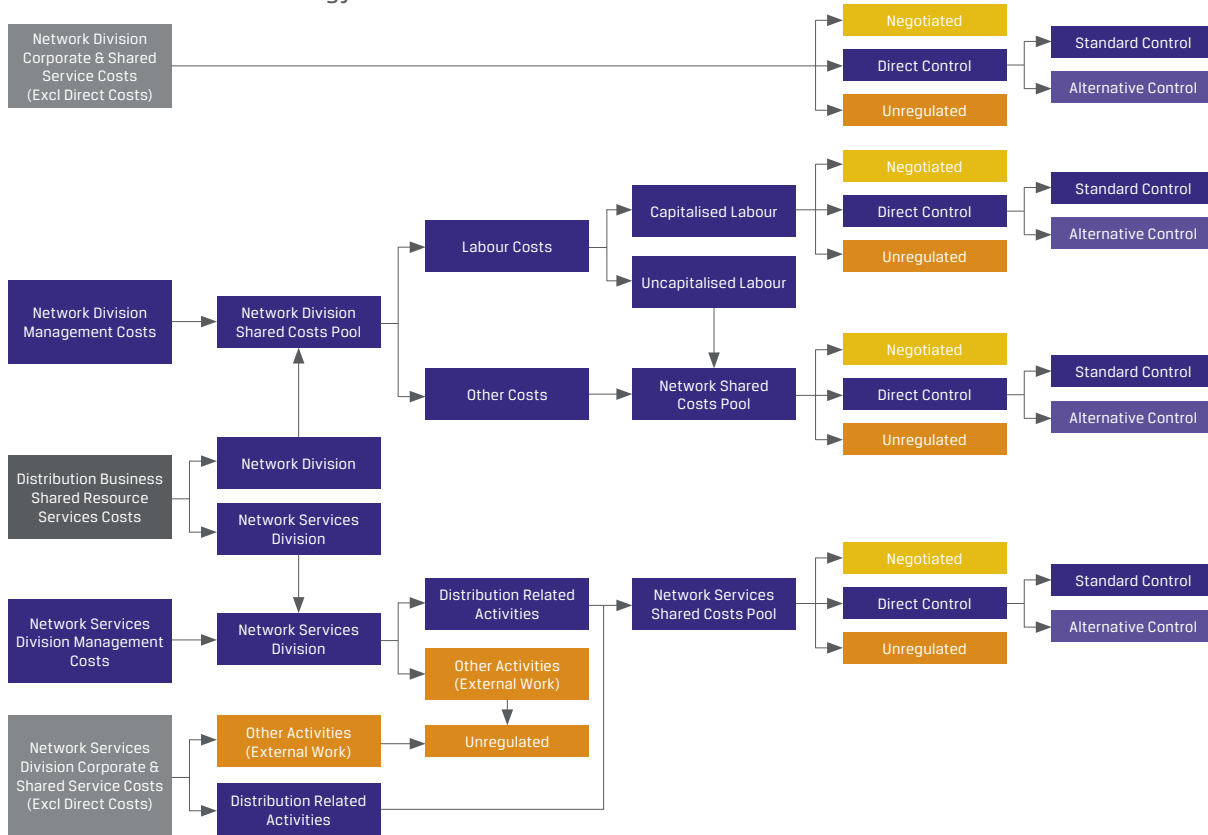 Negotiated
Network Division
Corporate & Shared
Service Costs
(Excl Direct Costs)
Direct Control
Standard Control
Alternative Control
Unregulated
Negotiated
Capitalised Labour
Direct Control
Standard Control
Alternative Control
Labour Costs
Unregulated
Uncapitalised Labour
Network Division
Management Costs
Network Division
Shared Costs Pool
Negotiated
Other Costs
Network Shared
Costs Pool
Direct Control
Standard Control
Alternative Control
Unregulated
Distribution Business
Shared Resource
Services Costs
Network Division
Network Services
Division
Negotiated
Network Services
Division Management
Costs
Network Services
Division
Distribution Related
Activities
Network Services
Shared Costs Pool
Direct Control
Standard Control
Alternative Control
Unregulated
Other Activities
(External Work)
Network Services
Division Corporate &
Shared Service Costs
(Excl Direct Costs)
Other Activities
(External Work)
Unregulated
Distribution Related
Activities